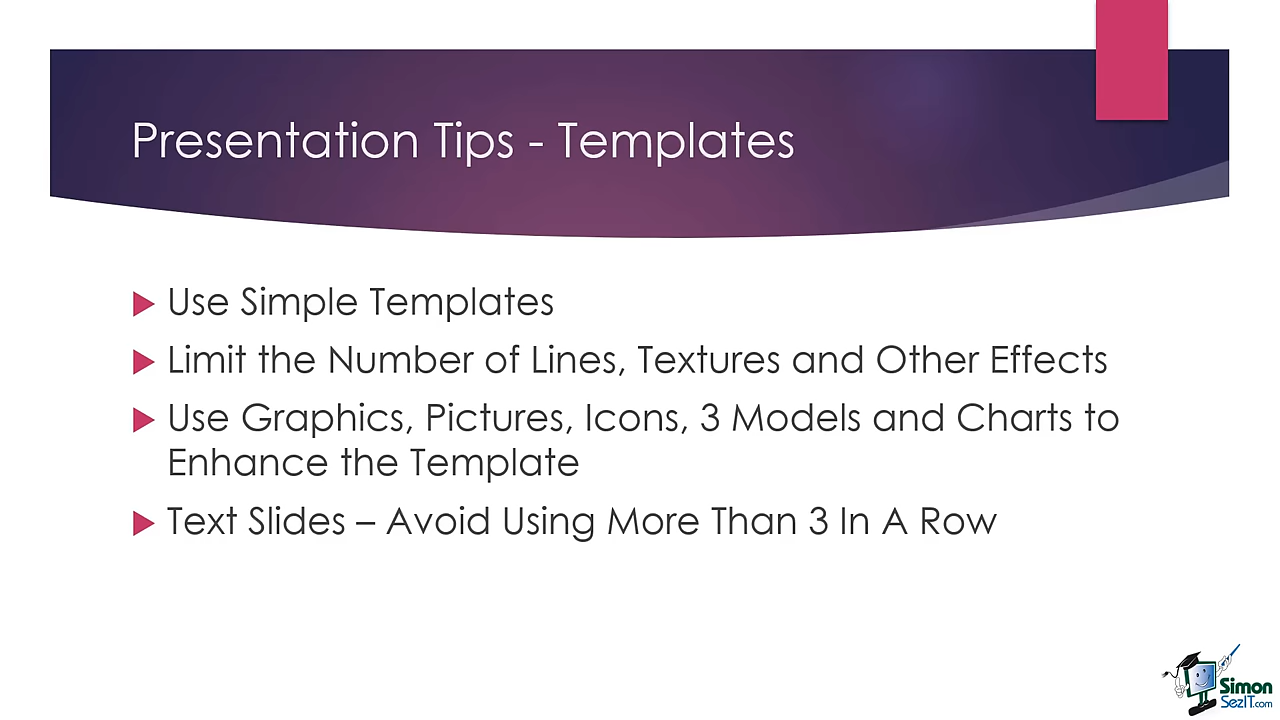 Presentation Tips - Templates
Use Simple Templates
Limit the Number of Lines, Textures and Other Effects
Use Graphics, Pictures, Icons, 3 Models and Charts to
Enhance the Template
Text Slides – Avoid Using More Than 3 In A Row
Simon
SezIT.com